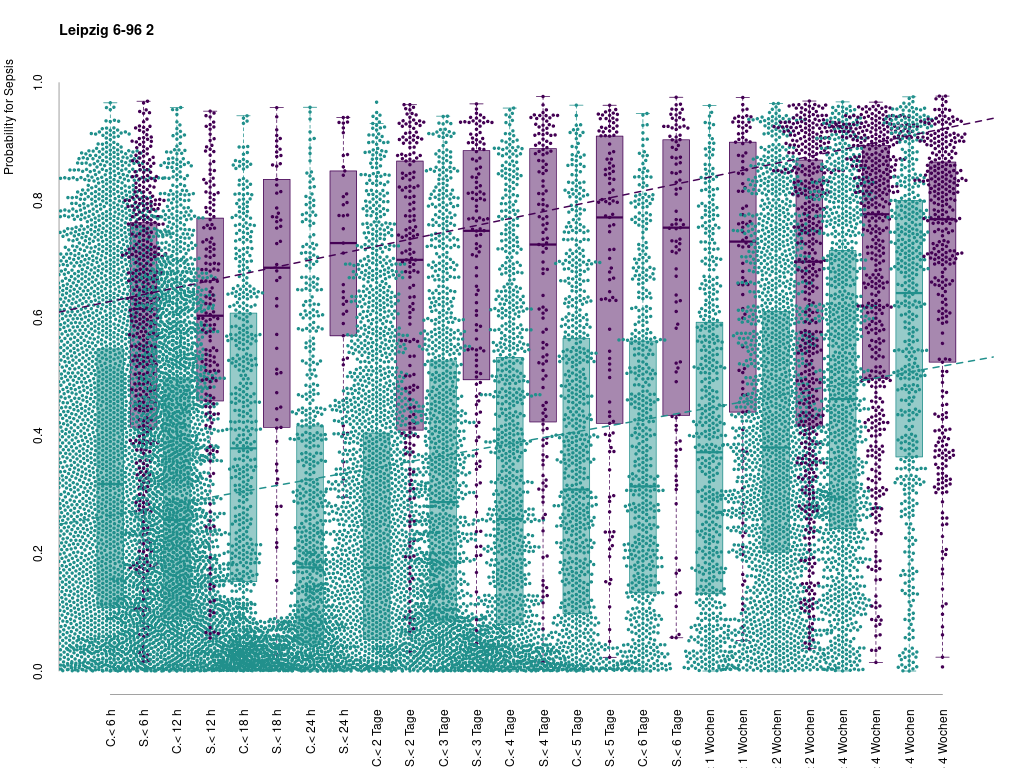 Leipzig 6-96 2
Probability for Sepsis
1.0
0.8
0.6
0.4
0.2
0.0
C.< 6 h
S.< 6 h
C.< 12 h
S.< 12 h
C.< 18 h
S.< 18 h
C.< 24 h
S.< 24 h
C.< 2 Tage
S.< 2 Tage
C.< 3 Tage
S.< 3 Tage
C.< 4 Tage
S.< 4 Tage
C.< 5 Tage
S.< 5 Tage
C.< 6 Tage
S.< 6 Tage
1 Wochen
1 Wochen
2 Wochen
2 Wochen
4 Wochen
4 Wochen
4 Wochen
4 Wochen